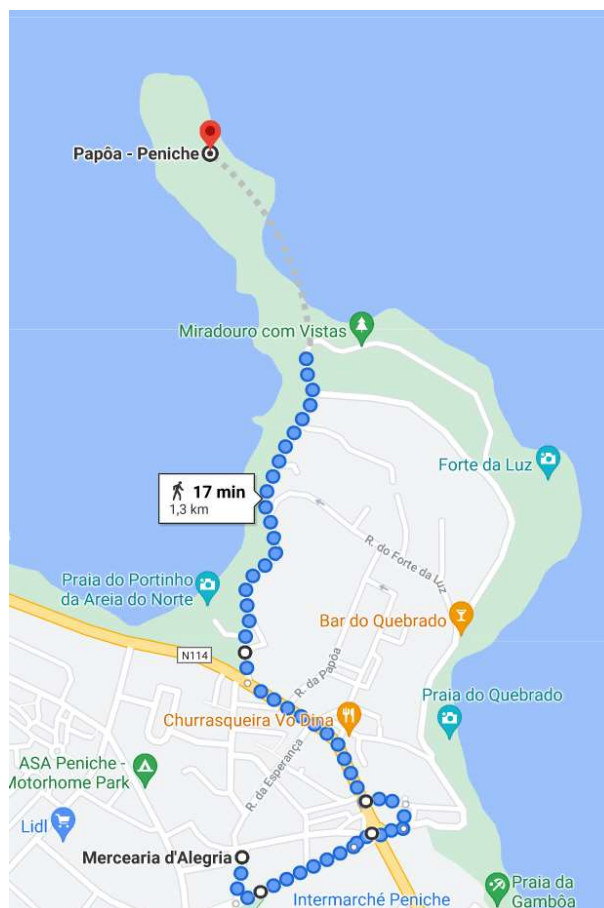 Papôa - Peniche
Miradouro com Vistas
Forte da Luz
17 min
1,3 km
R. do Forte da Luz
Praia do Portinho
da Areia do Norte
Bar do Quebrado
N114
R. da Papôa
Praia do Quebrado
Churrasqueira Vo Dina
ASA Peniche -
Motorhome Park
R. da Esperança
Lidl
Mercearia d'Alegria
Intermarché Peniche
Praia da
Gambôa